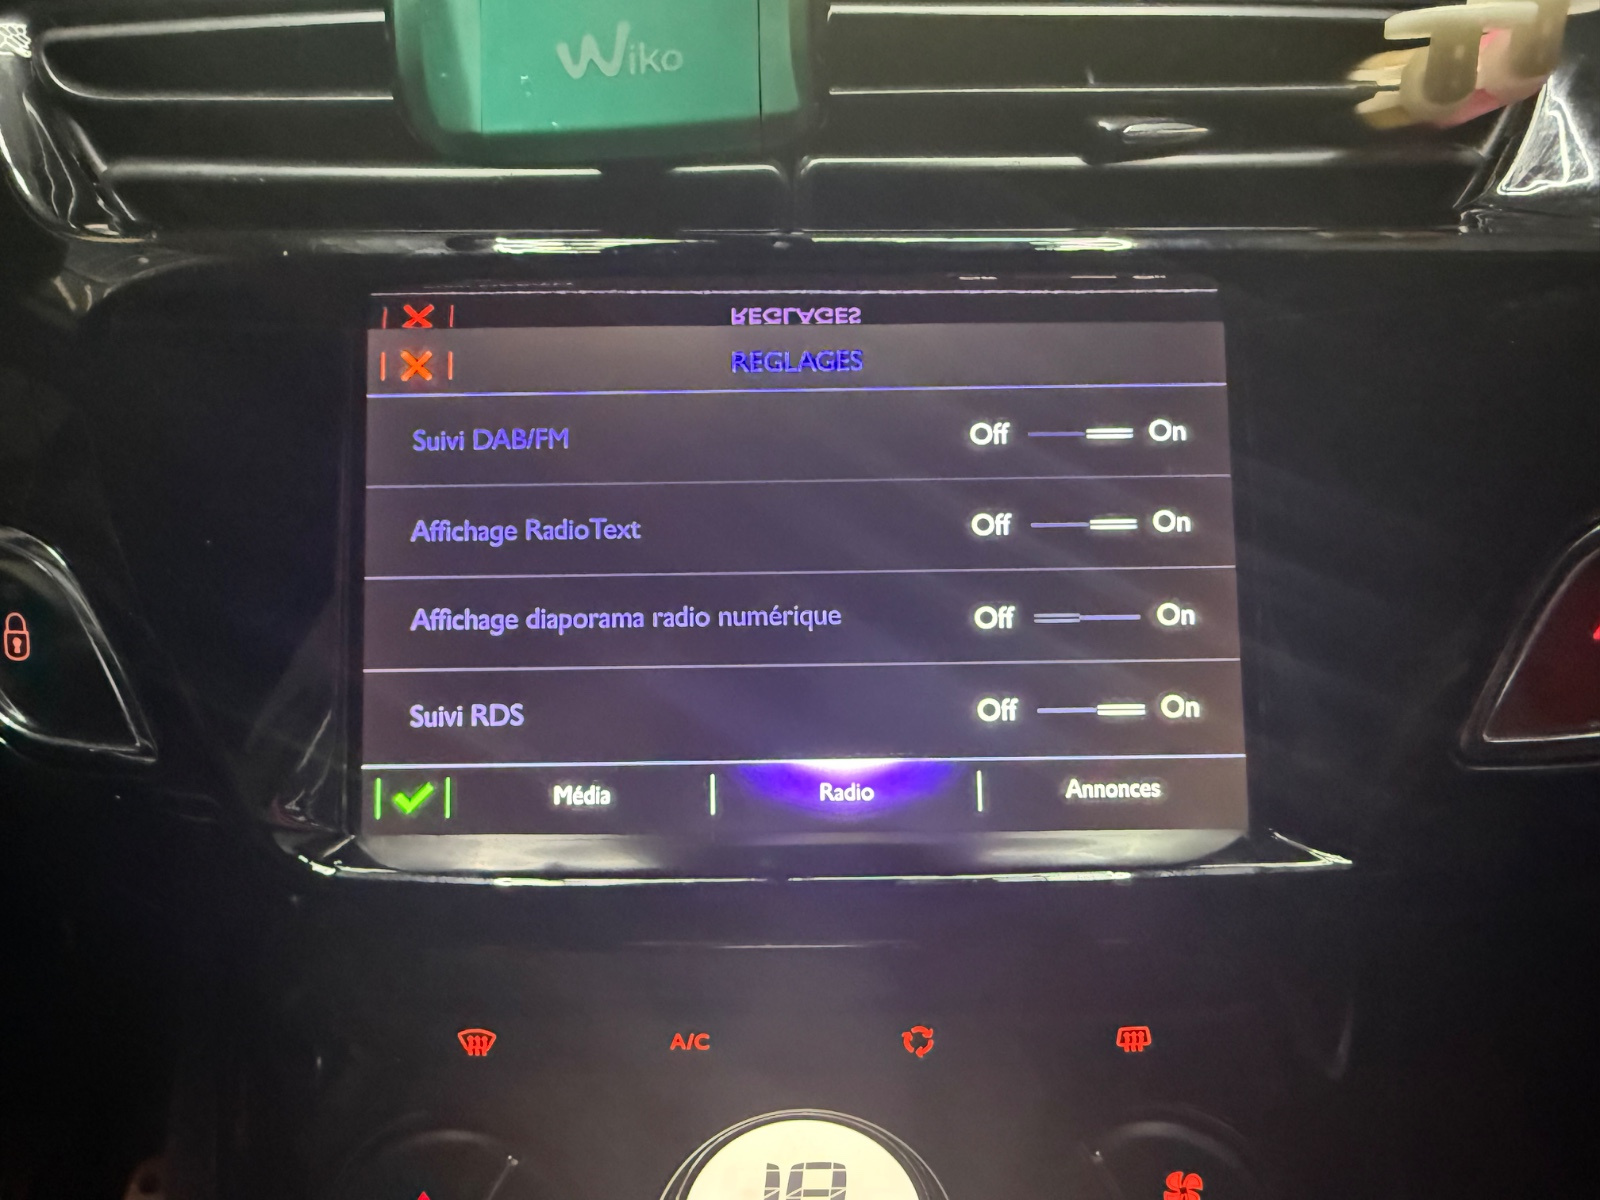 Wiko
REGLAGES
REGLAGES
Suivi DAB/FM Off On
Affichage RadioText Off On
Affichage diaporama radio numérique Off On
Suivi RDS Off On
Média Radio Annonces
A/C
18